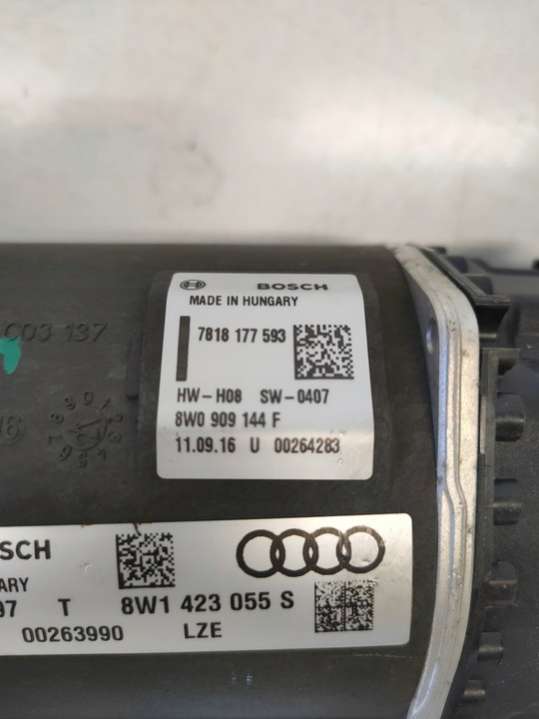 BOSCH
MADE IN HUNGARY
7818 177 593
HW-H08 SW-0407
8W0 909 144 F
11.09.16 U 00264283
C03 137
SCH
ARY
97 T 8W1 423 055 S
00263990 LZE